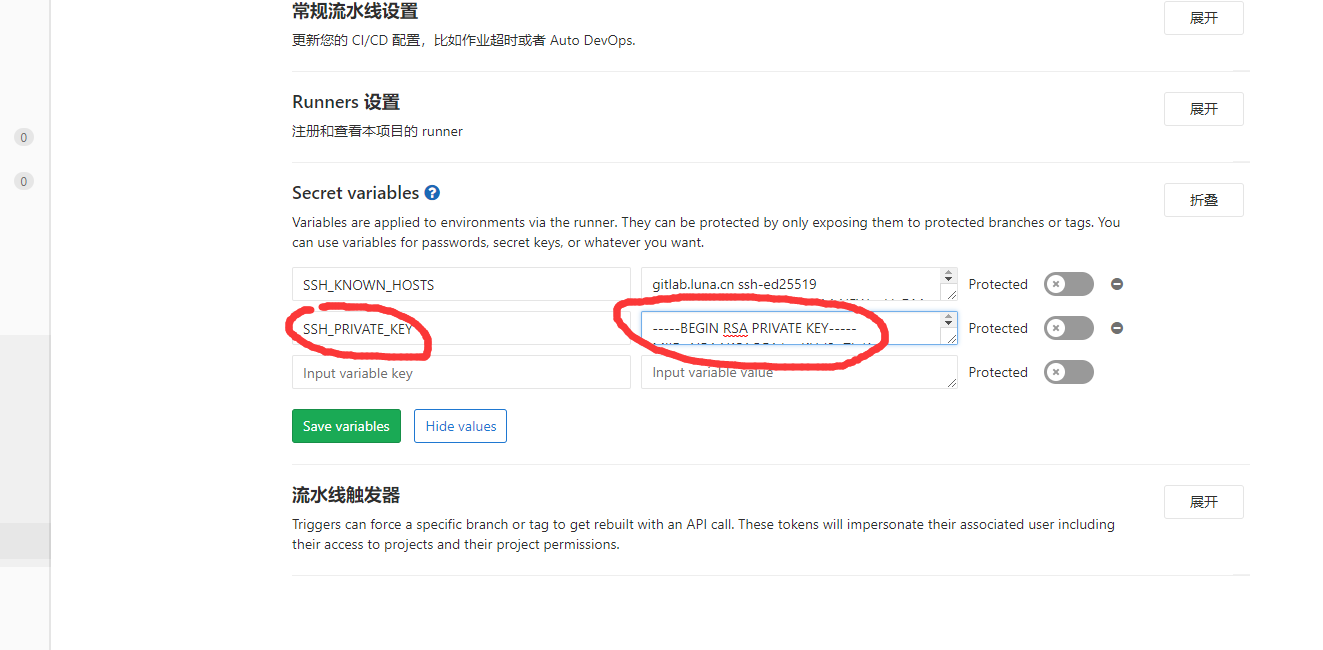 常规流水线设置
展开
更新您的 CI/CD 配置，比如作业超时或者 Auto DevOps.
Runners 设置
展开
注册和查看本项目的 runner
0
0
Secret variables ?
折叠
Variables are applied to environments via the runner. They can be protected by only exposing them to protected branches or tags. You
can use variables for passwords, secret keys, or whatever you want.
SSH_KNOWN_HOSTS
gitlab.luna.cn ssh-ed25519
Protected
SSH_PRIVATE_KEY
-----BEGIN RSA PRIVATE KEY-----
Protected
Input variable key
Input variable value
Protected
Save variables
Hide values
流水线触发器
展开
Triggers can force a specific branch or tag to get rebuilt with an API call. These tokens will impersonate their associated user including
their access to projects and their project permissions.